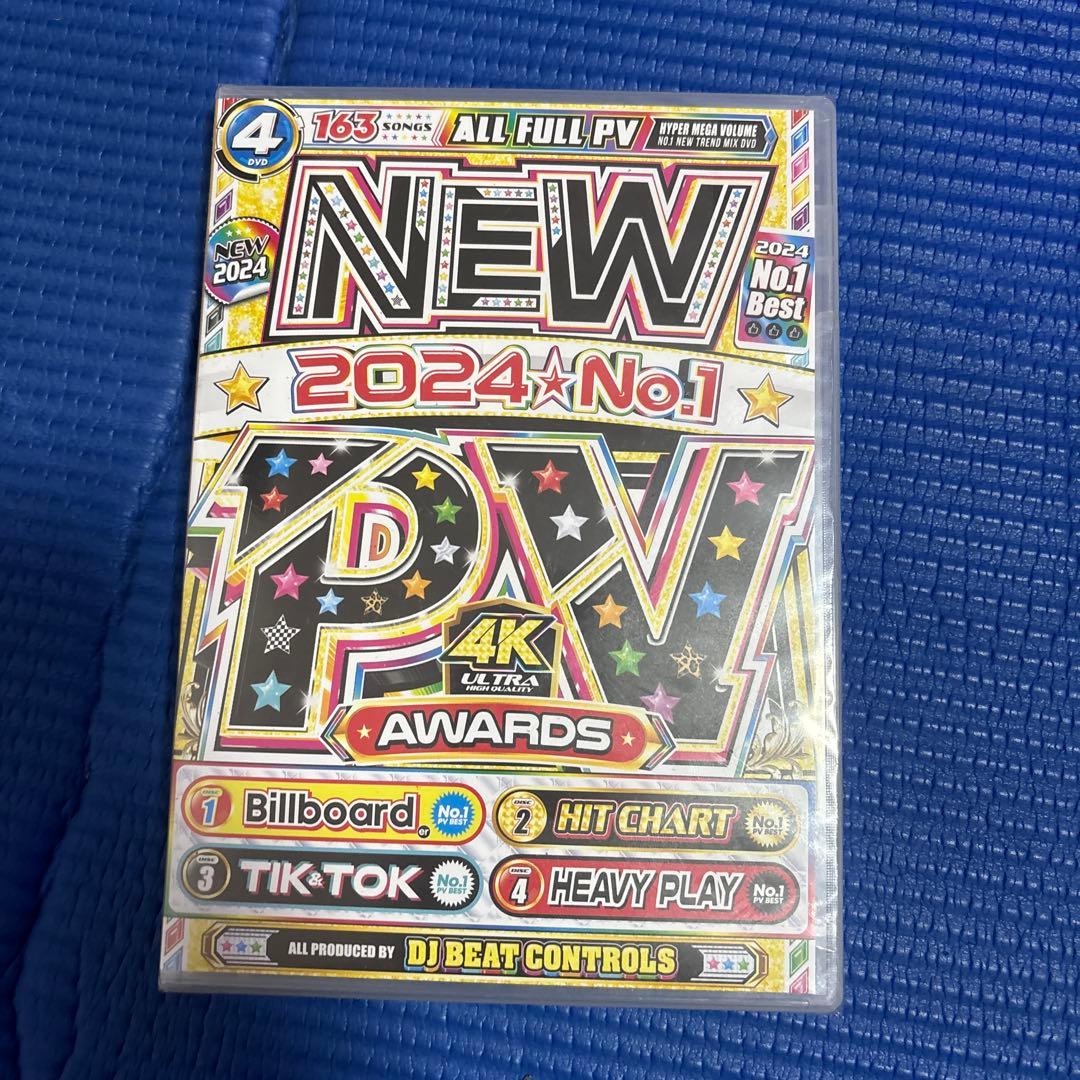 4 DVD
163 SONGS
ALL FULL PV
HYPER MEGA VOLUME
NO.1 NEW TREND MIX DVD
NEW
NEW
2024
2024
No.1
Best
2024★No.1
PV
4K
ULTRA
HIGH QUALITY
AWARDS
DISC 1 Billboarder No.1 PV BEST
DISC 2 HIT CHART No.1 PV BEST
DISC 3 TIK&TOK No.1 PV BEST
DISC 4 HEAVY PLAY No.1 PV BEST
ALL PRODUCED BY DJ BEAT CONTROLS